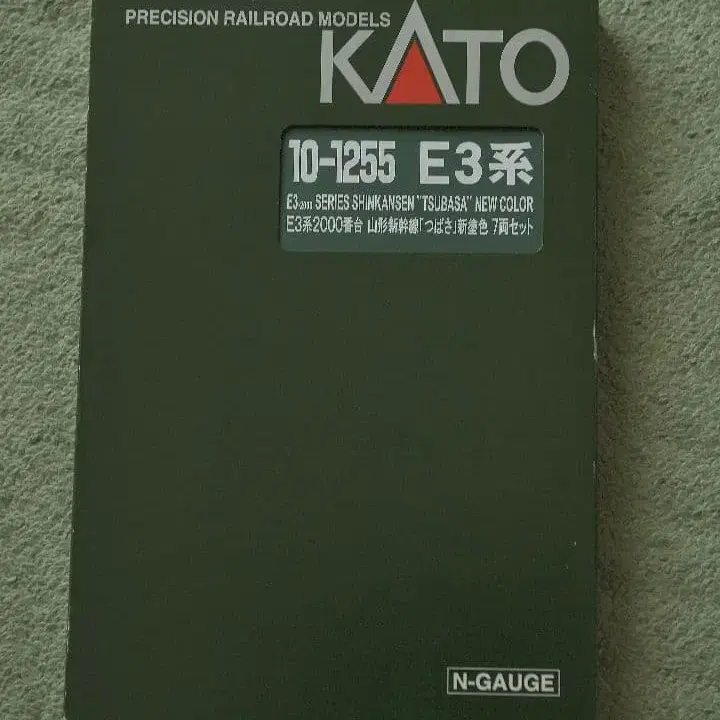 PRECISION RAILROAD MODELS
KATO
10-1255 E3系
E3-2000 SERIES SHINKANSEN "TSUBASA" NEW COLOR
E3系2000番台 山形新幹線「つばさ」新塗色 7両セット
N-GAUGE